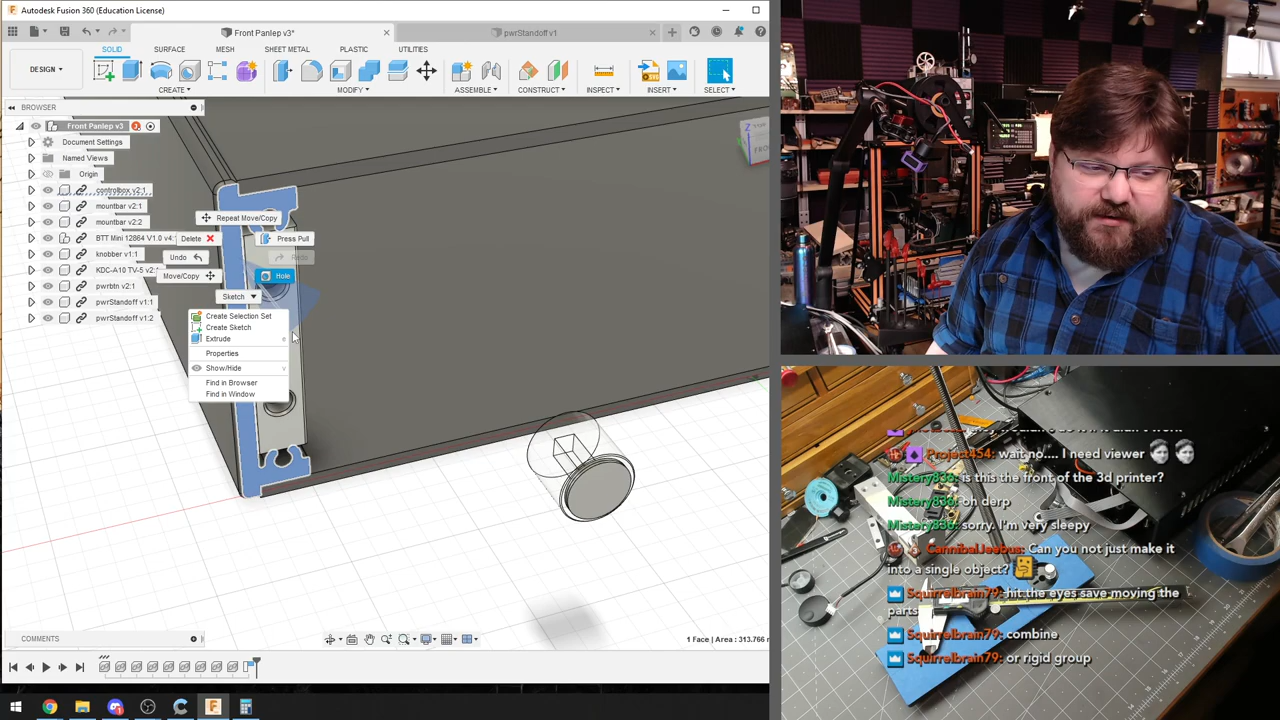 Autodesk Fusion 360 (Education License)
Front Panlep v3*
pwrStandoff v1
SOLID SURFACE MESH SHEET METAL PLASTIC UTILITIES
DESIGN
CREATE MODIFY ASSEMBLE CONSTRUCT INSPECT INSERT SELECT
BROWSER
Front Panlep v3
Document Settings
Named Views
Origin
controlbox v2:1
mountbar v2:1
mountbar v2:2
BTT Mini 12864 V1.0 v4:
knobber v1:1
KDC-A10 TV-5 v2:
pwrbtn v2:1
pwrStandoff v1:1
pwrStandoff v1:2
Repeat Move/Copy
Delete
Press Pull
Undo
Redo
Move/Copy
Hole
Sketch
Create Selection Set
Create Sketch
Extrude e
Properties
Show/Hide v
Find in Browser
Find in Window
FRONT
COMMENTS
1 Face | Area : 313.766
Project454: wait no.... I need viewer
Mistery836: is this the front of the 3d printer?
Mistery836: oh derp
Mistery836: sorry. I'm very sleepy
CannibalJeebus: Can you not just make it
into a single object?
Squirrelbrain79: hit the eyes save moving the
parts
Squirrelbrain79: combine
Squirrelbrain79: or rigid group